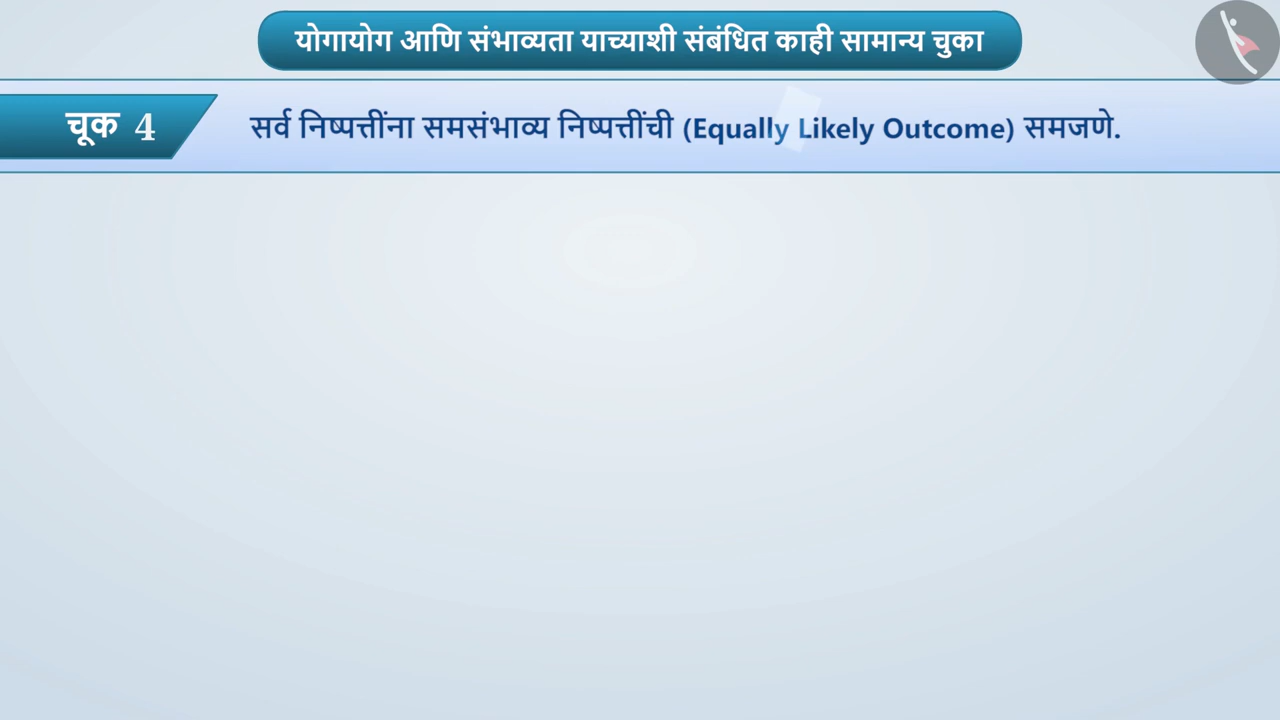 योगायोग आणि संभाव्यता याच्याशी संबंधित काही सामान्य चुका
चूक 4
सर्व निष्पत्तींना समसंभाव्य निष्पत्तींची (Equally Likely Outcome) समजणे.